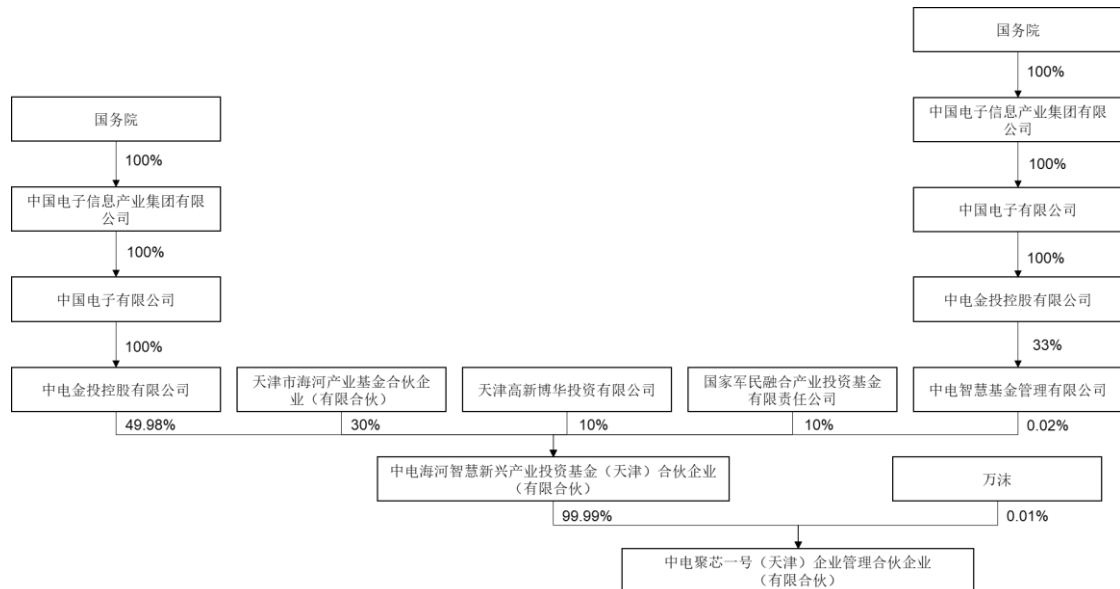 国务院
100%
国务院
中国电子信息产业集团有限
公司
100%
100%
中国电子信息产业集团有限
公司
中国电子有限公司
100%
100%
中国电子有限公司
中电金投控股有限公司
100%
33%
中电金投控股有限公司
天津市海河产业基金合伙企
业（有限合伙）
天津高新博华投资有限公司
国家军民融合产业投资基金
有限责任公司
中电智慧基金管理有限公司
49.98%
30%
10%
10%
0.02%
中电海河智慧新兴产业投资基金（天津）合伙企业
（有限合伙）
万沫
99.99%
0.01%
中电聚芯一号（天津）企业管理合伙企业
（有限合伙）